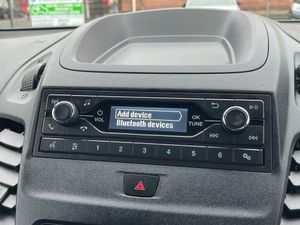 Add device
Bluetooth devices
VOL
OK
TUNE
1 2 3 4 5 6